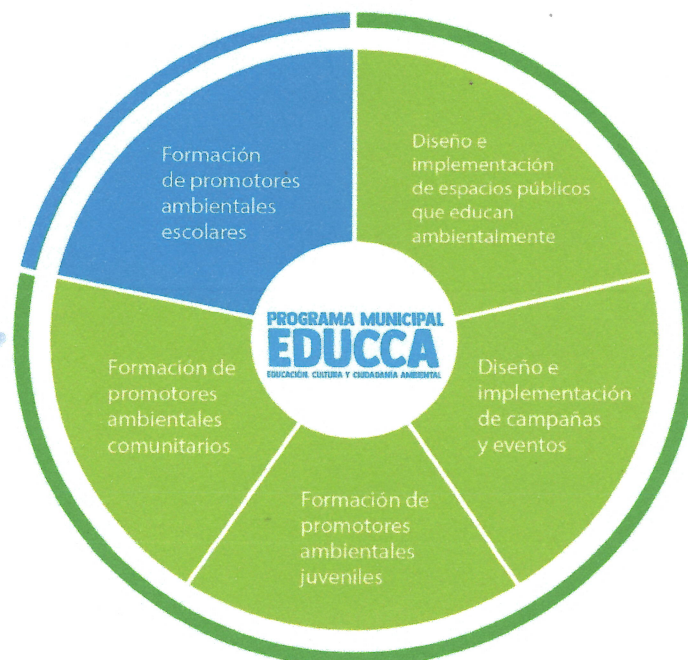 Formación
de promotores
ambientales
escolares
Diseño e
implementación
de espacios públicos
que educan
ambientalmente
PROGRAMA MUNICIPAL
EDUCCA
EDUCACIÓN, CULTURA Y CIUDADANÍA AMBIENTAL
Formación de
promotores
ambientales
comunitarios
Diseño e
implementación
de campañas
y eventos
Formación de
promotores
ambientales
juveniles